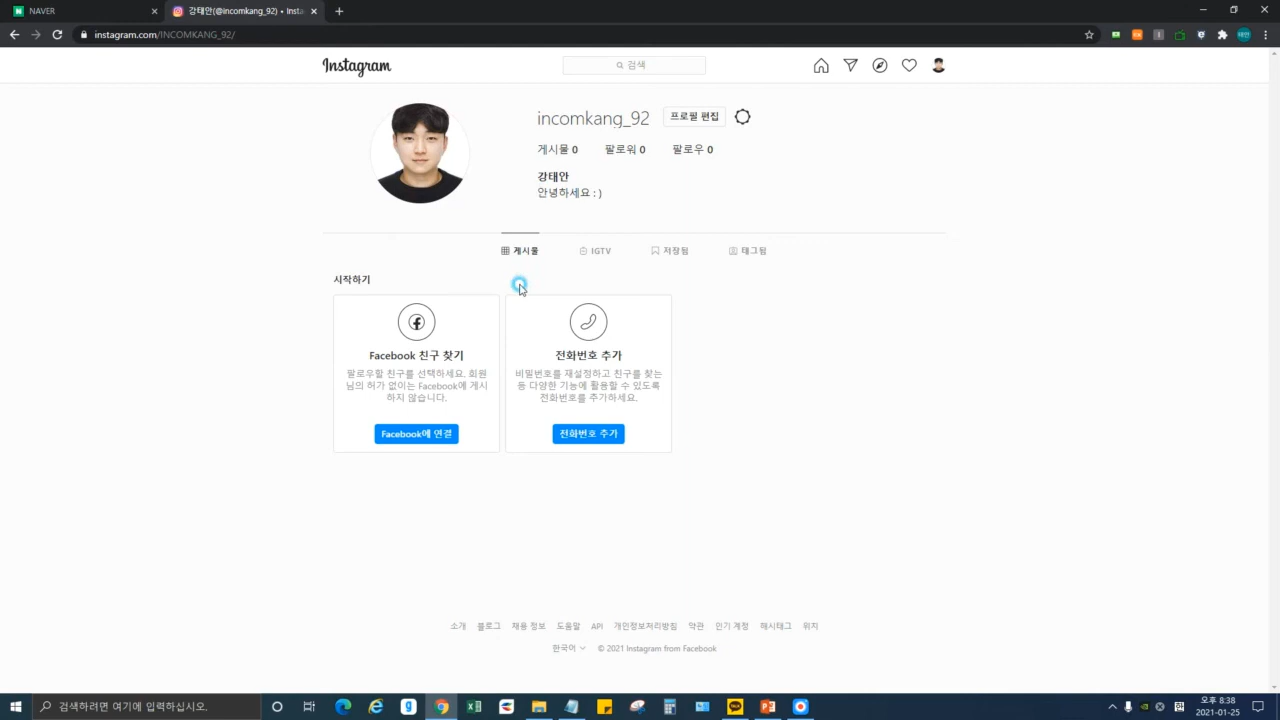 NAVER
강태안(@incomkang_92) • Insta
instagram.com/INCOMKANG_92/
태안
Instagram
검색
incomkang_92
프로필 편집
게시물 0 팔로워 0 팔로우 0
강태안
안녕하세요 : )
게시물 IGTV 저장됨 태그됨
시작하기
Facebook 친구 찾기
팔로우할 친구를 선택하세요. 회원
님의 허가 없이는 Facebook에 게시
하지 않습니다.
Facebook에 연결
전화번호 추가
비밀번호를 재설정하고 친구를 찾는
등 다양한 기능에 활용할 수 있도록
전화번호를 추가하세요.
전화번호 추가
소개 블로그 채용 정보 도움말 API 개인정보처리방침 약관 인기 계정 해시태그 위치
한국어 © 2021 Instagram from Facebook
검색하려면 여기에 입력하십시오.
오후 8:38
2021-01-25